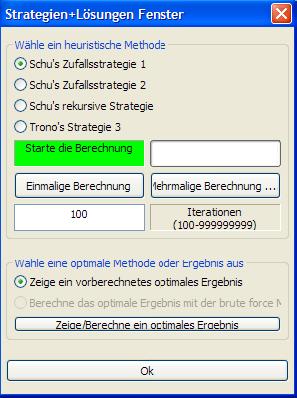 Strategien+Lösungen Fenster
Wähle ein heuristische Methode
Schu's Zufallsstrategie 1
Schu's Zufallsstrategie 2
Schu's rekursive Strategie
Trono's Strategie 3
Starte die Berechnung
Einmalige Berechnung
Mehrmalige Berechnung ...
100
Iterationen
(100-999999999)
Wähle eine optimale Methode oder Ergebnis aus
Zeige ein vorberechnetes optimales Ergebnis
Berechne das optimale Ergebnis mit der brute force M
Zeige/Berechne ein optimales Ergebnis
Ok